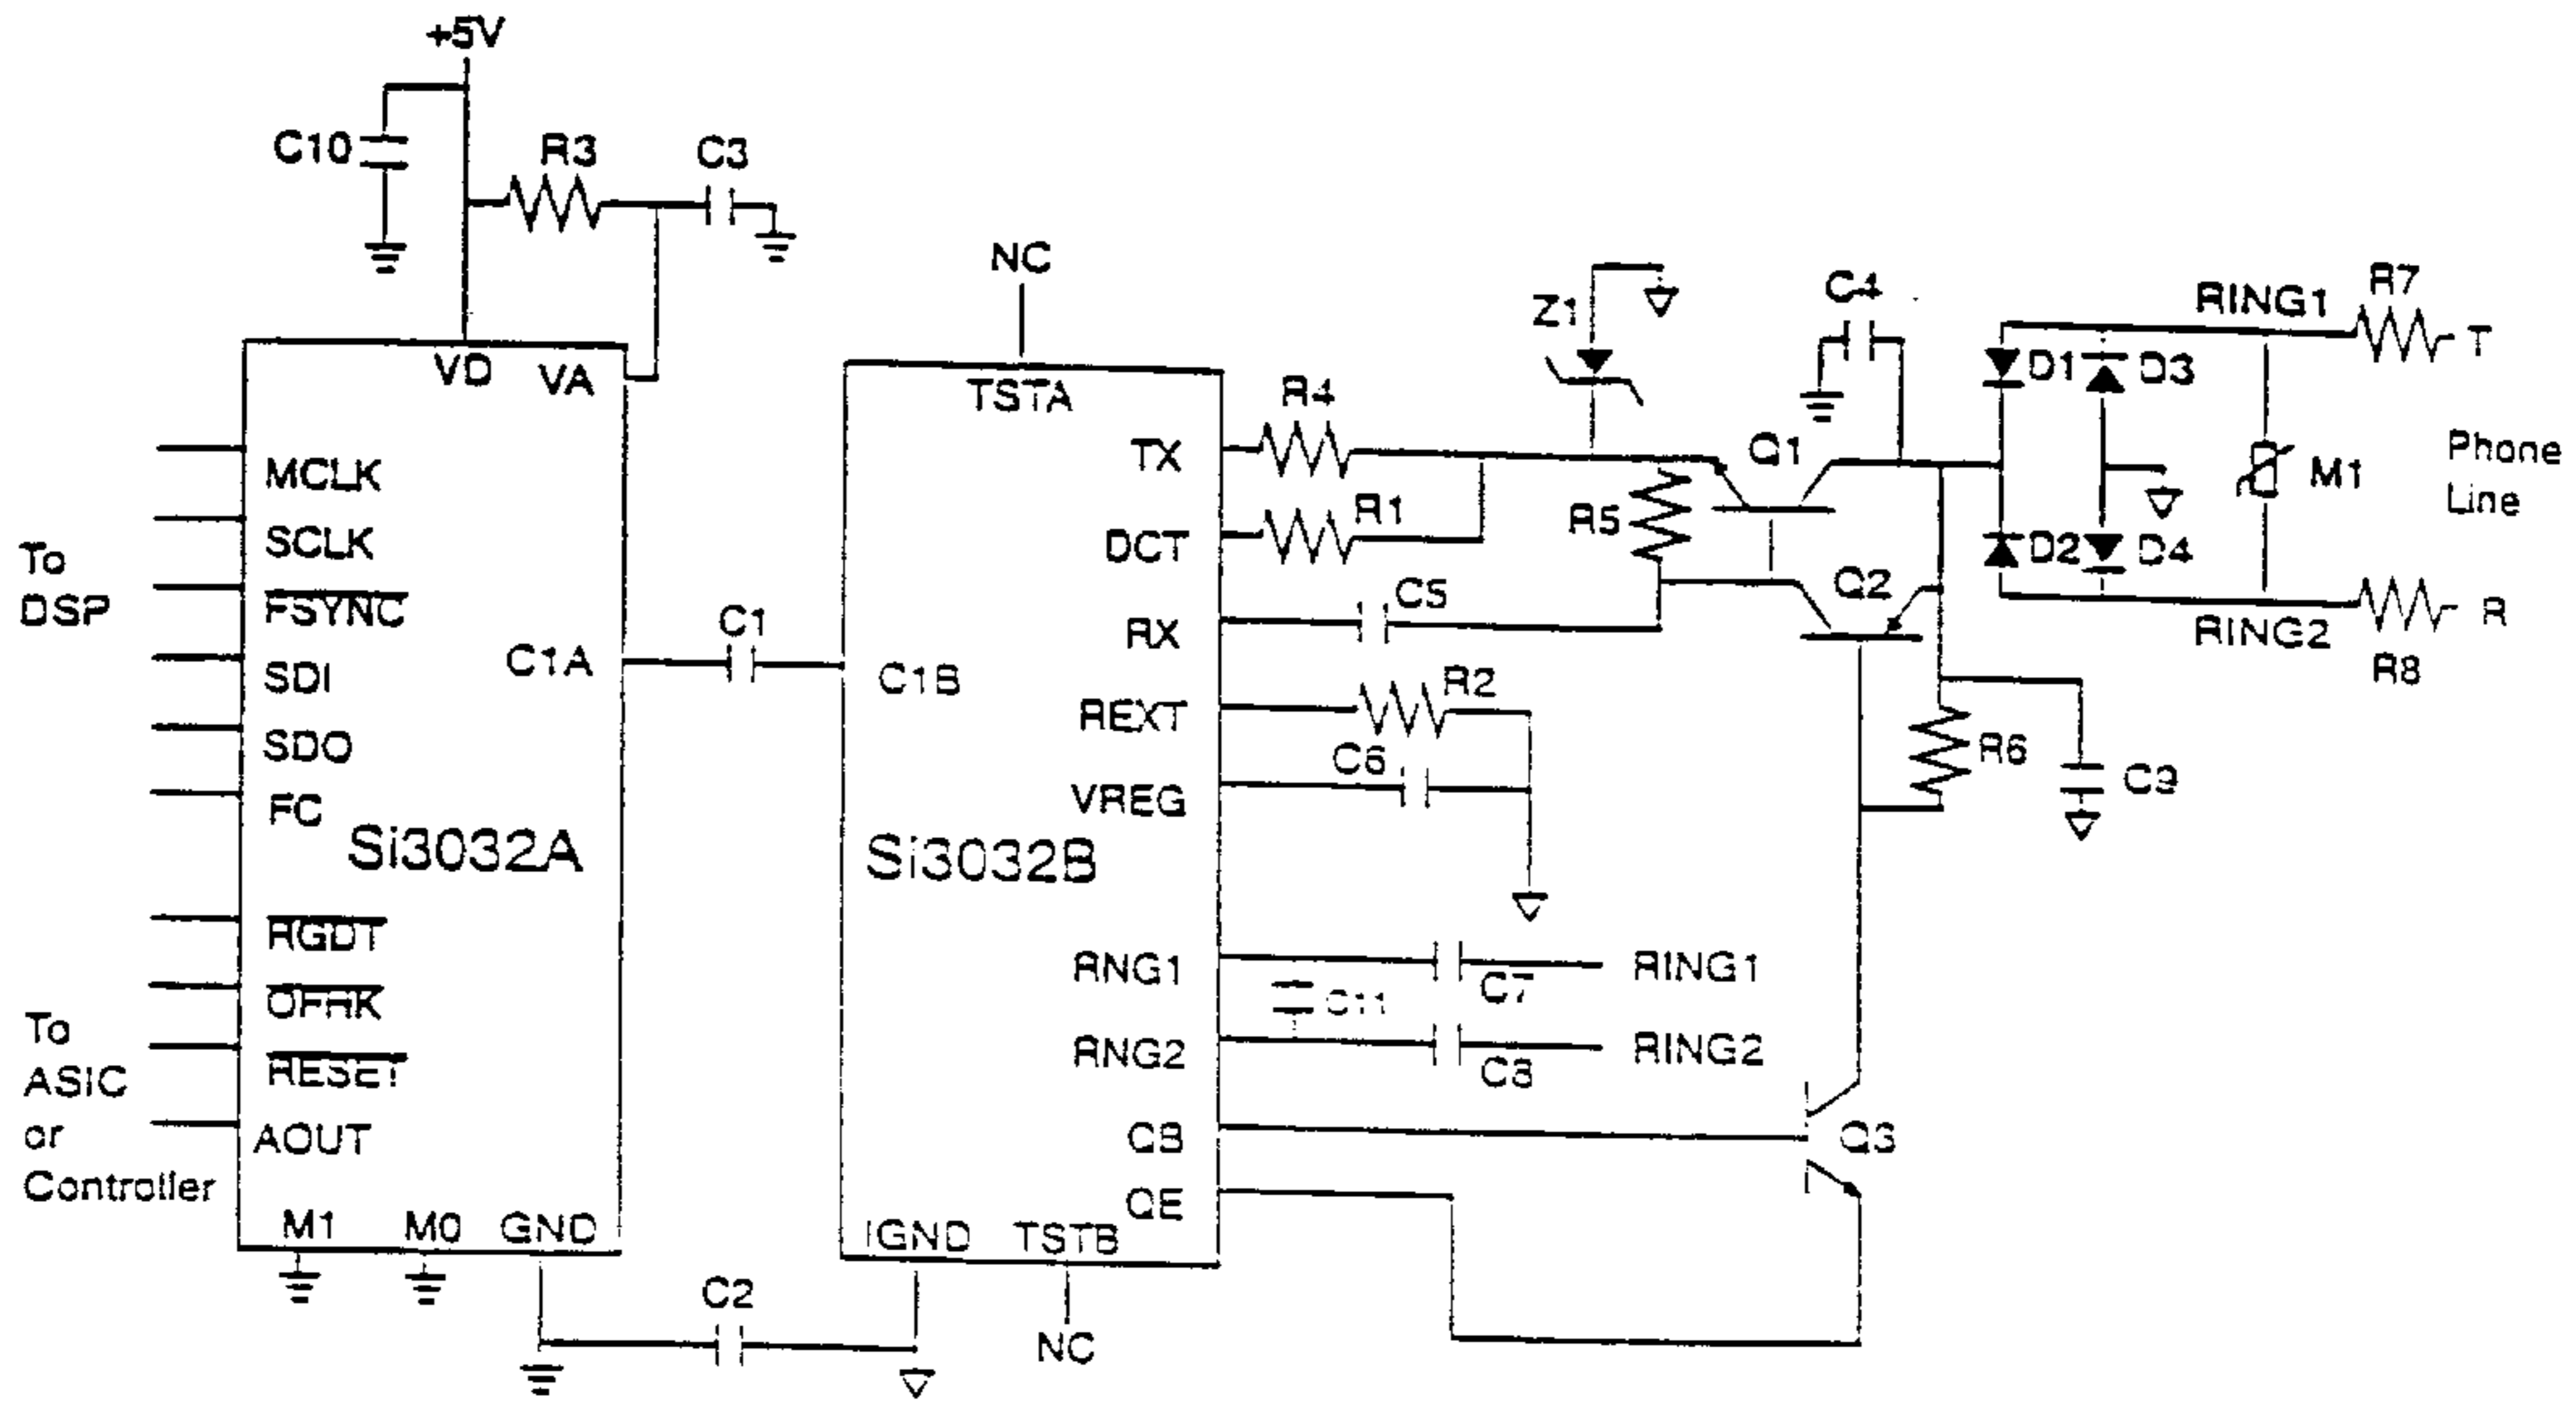 +5V
C10
R3
C3
VD
VA
MCLK
SCLK
FSYNC
SDI
SDO
FC
To
DSP
C1A
Si3032A
RGDT
OFHK
RESET
AOUT
To
ASIC
or
Controller
M1
M0
GND
C1
C2
NC
TSTA
C1B
Si3032B
TX
DCT
RX
REXT
VREG
RNG1
RNG2
QB
QE
IGND
TSTB
NC
R4
R1
C5
R2
C6
C7
C11
C8
RING1
RING2
Z1
R5
Q1
Q2
C4
R6
C9
Q3
D1
D3
D2
D4
RING1
R7
T
M1
Phone
Line
RING2
R8
R